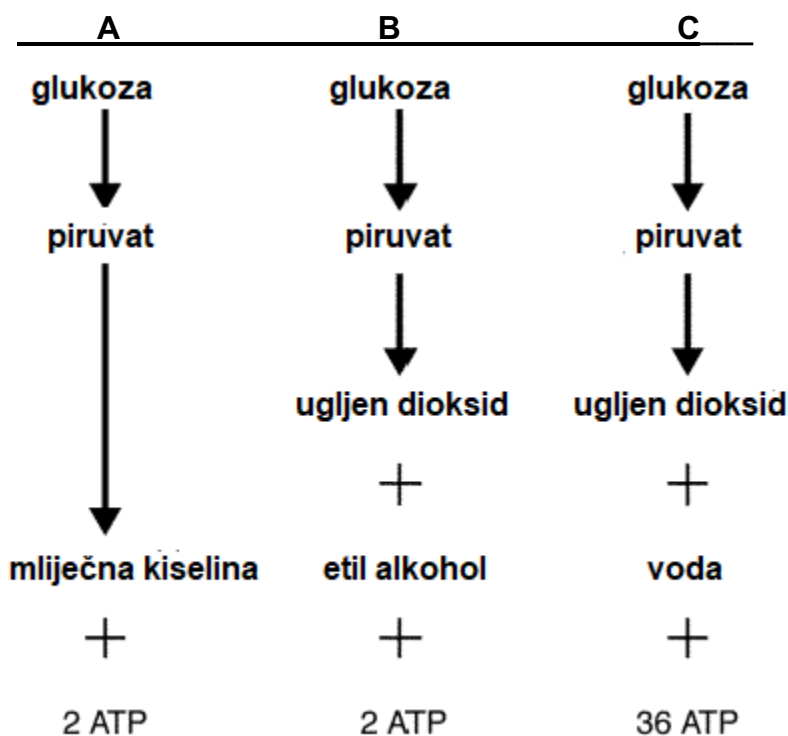 A B C
glukoza glukoza glukoza
piruvat piruvat piruvat
ugljen dioksid ugljen dioksid
+ +
mliječna kiselina etil alkohol voda
+ + +
2 ATP 2 ATP 36 ATP